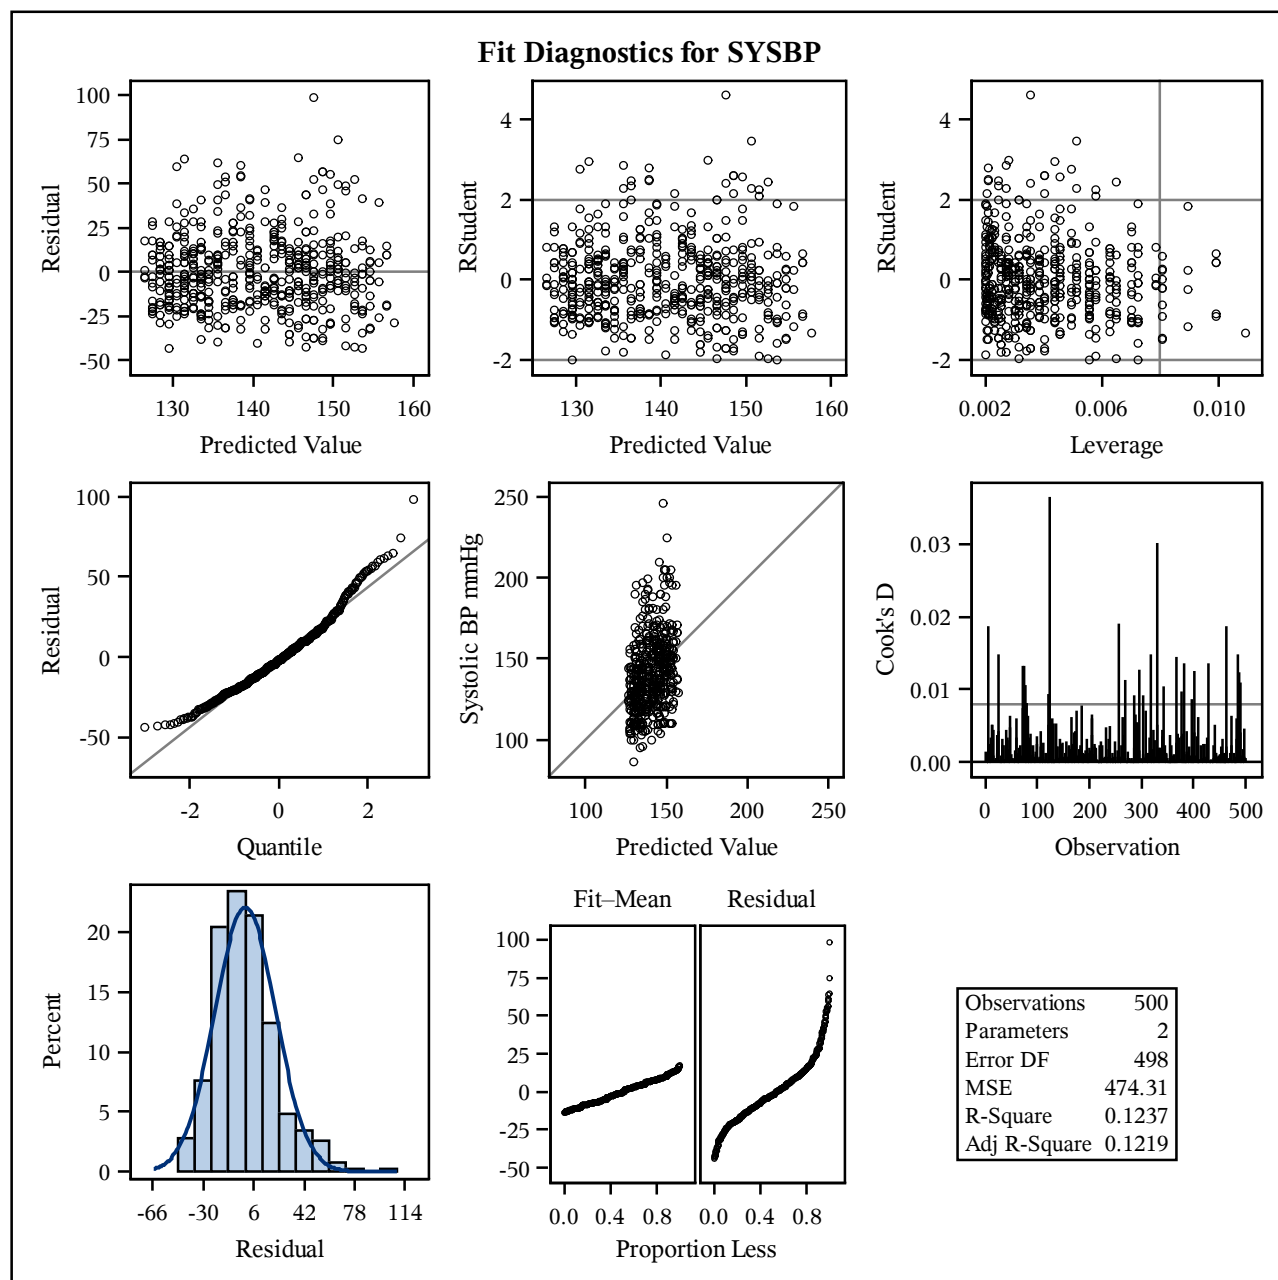 Fit Diagnostics for SYSBP
100
75
50
25
0
-25
-50
Residual
130 140 150 160
Predicted Value
4
2
0
-2
RStudent
130 140 150 160
Predicted Value
4
2
0
-2
RStudent
0.002 0.006 0.010
Leverage
100
50
0
-50
Residual
-2 0 2
Quantile
250
200
150
100
Systolic BP mmHg
100 150 200 250
Predicted Value
0.03
0.02
0.01
0.00
Cook's D
0 100 200 300 400 500
Observation
20
15
10
5
0
Percent
-66 -30 6 42 78 114
Residual
Fit–Mean Residual
100
75
50
25
0
-25
-50
0.0 0.4 0.8 0.0 0.4 0.8
Proportion Less
Observations 500
Parameters 2
Error DF 498
MSE 474.31
R-Square 0.1237
Adj R-Square 0.1219